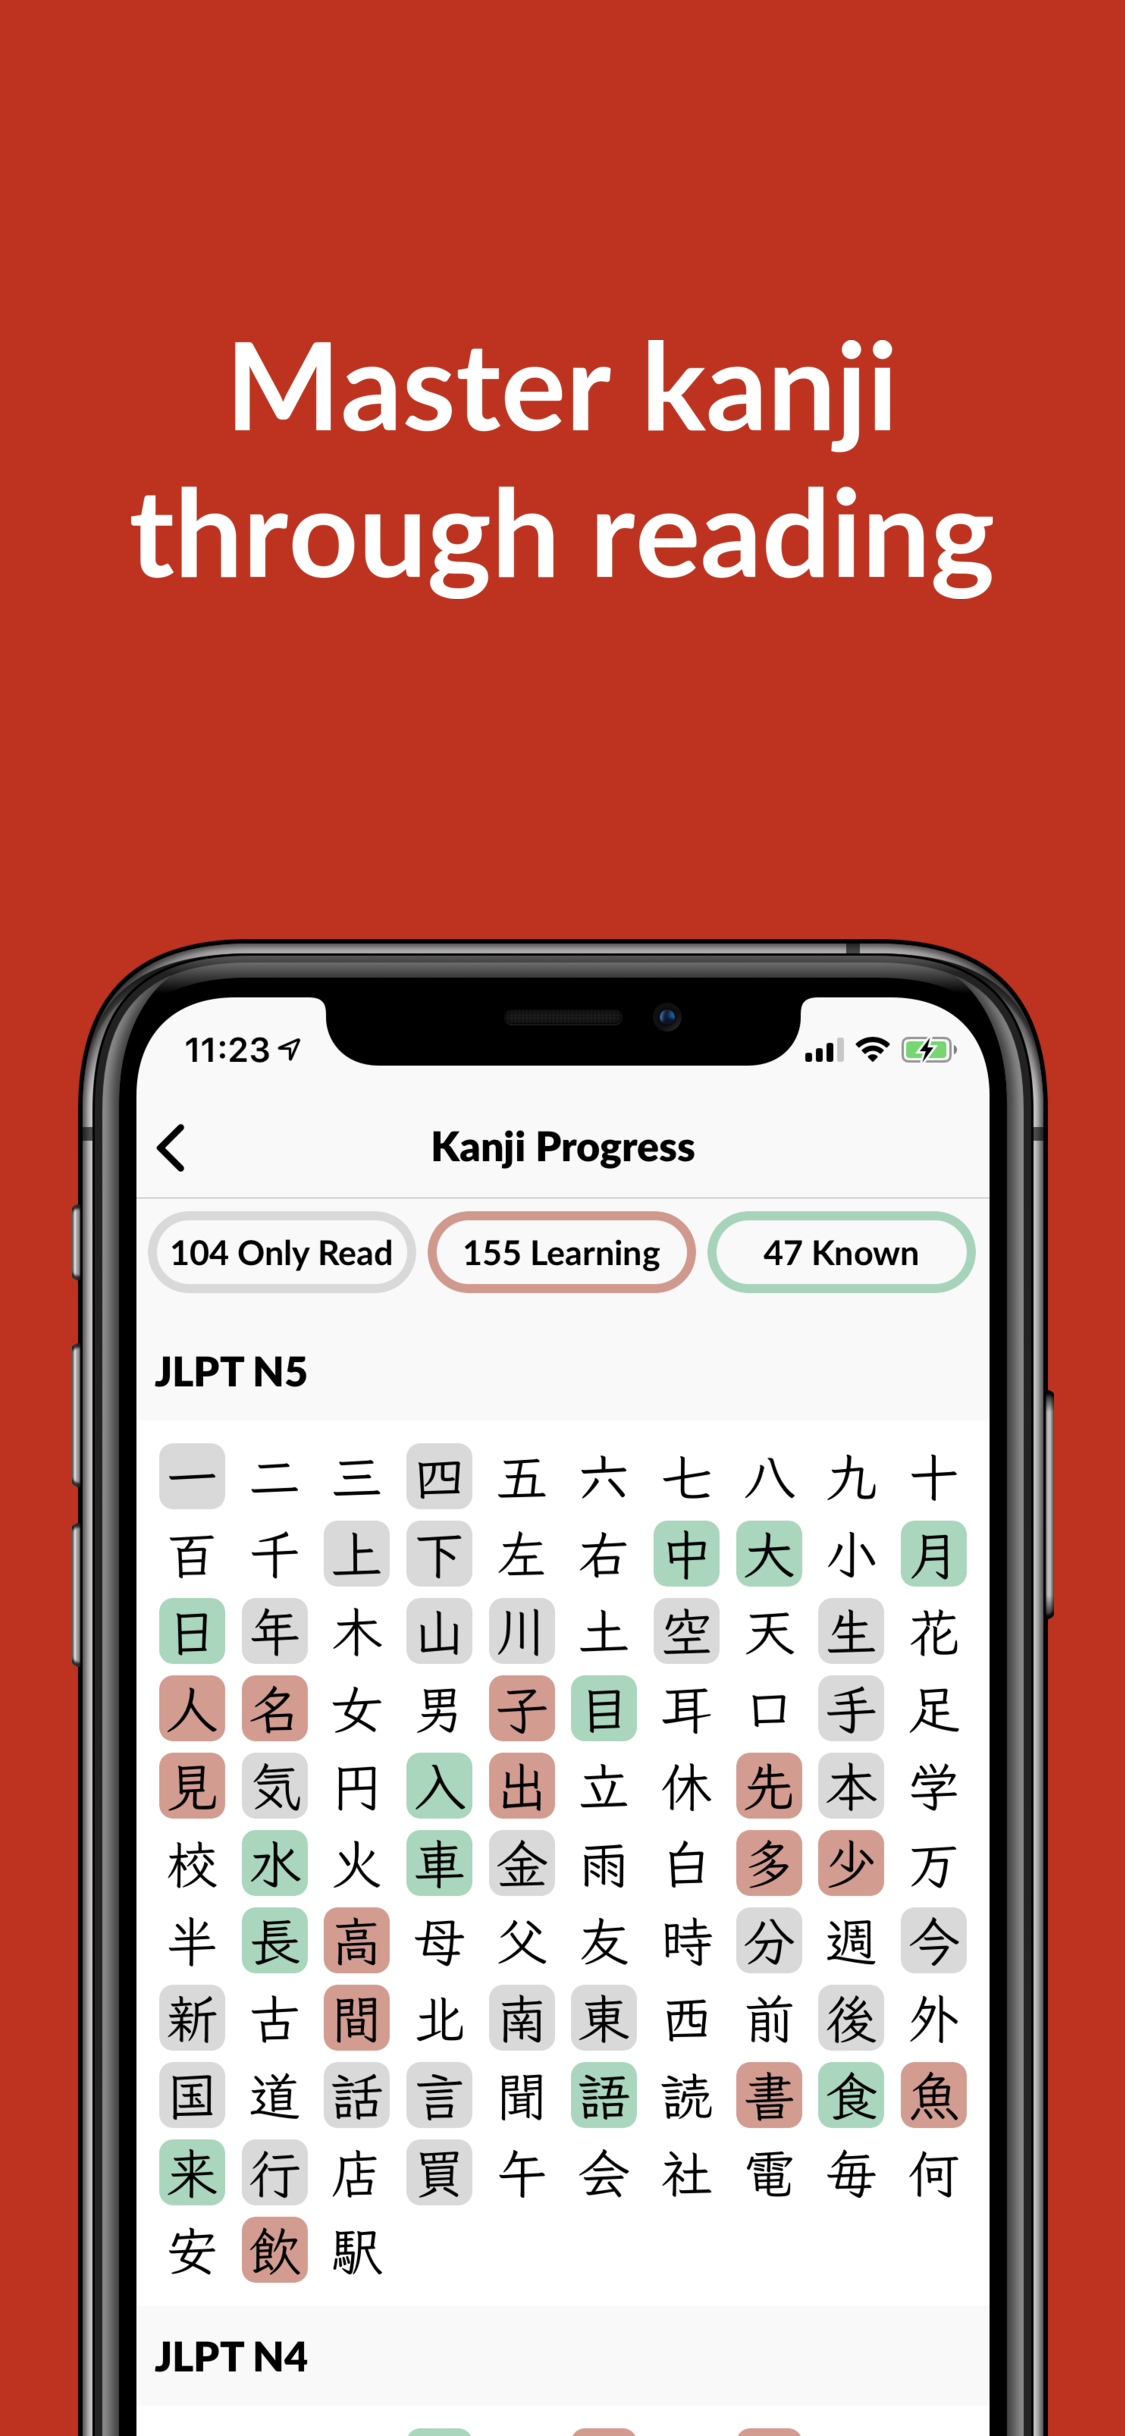 Master kanji
through reading
11:23
Kanji Progress
104 Only Read 155 Learning 47 Known
JLPT N5
一 二 三 四 五 六 七 八 九 十
百 千 上 下 左 右 中 大 小 月
日 年 木 山 川 土 空 天 生 花
人 名 女 男 子 目 耳 口 手 足
見 気 円 入 出 立 休 先 本 学
校 水 火 車 金 雨 白 多 少 万
半 長 高 母 父 友 時 分 週 今
新 古 間 北 南 東 西 前 後 外
国 道 話 言 聞 語 読 書 食 魚
来 行 店 買 午 会 社 電 毎 何
安 飲 駅
JLPT N4